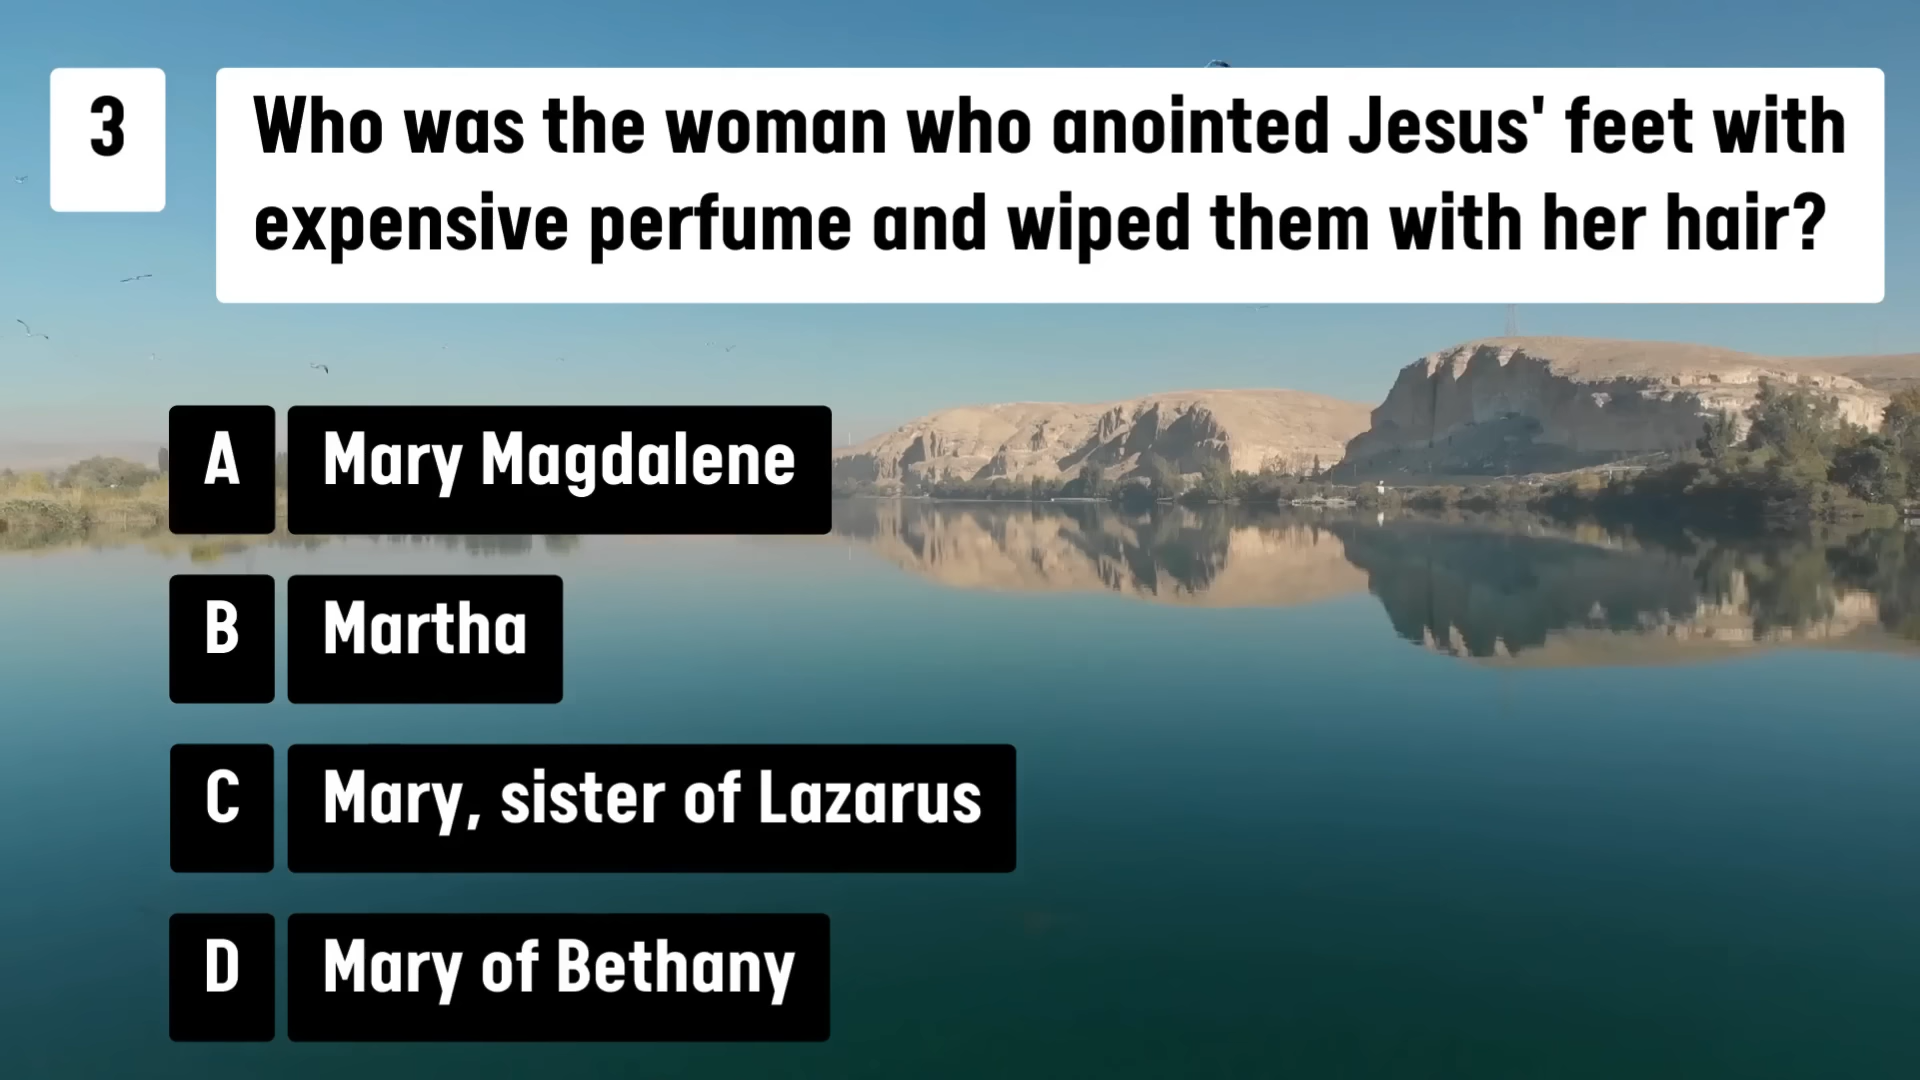 3
Who was the woman who anointed Jesus' feet with
expensive perfume and wiped them with her hair?
A Mary Magdalene
B Martha
C Mary, sister of Lazarus
D Mary of Bethany